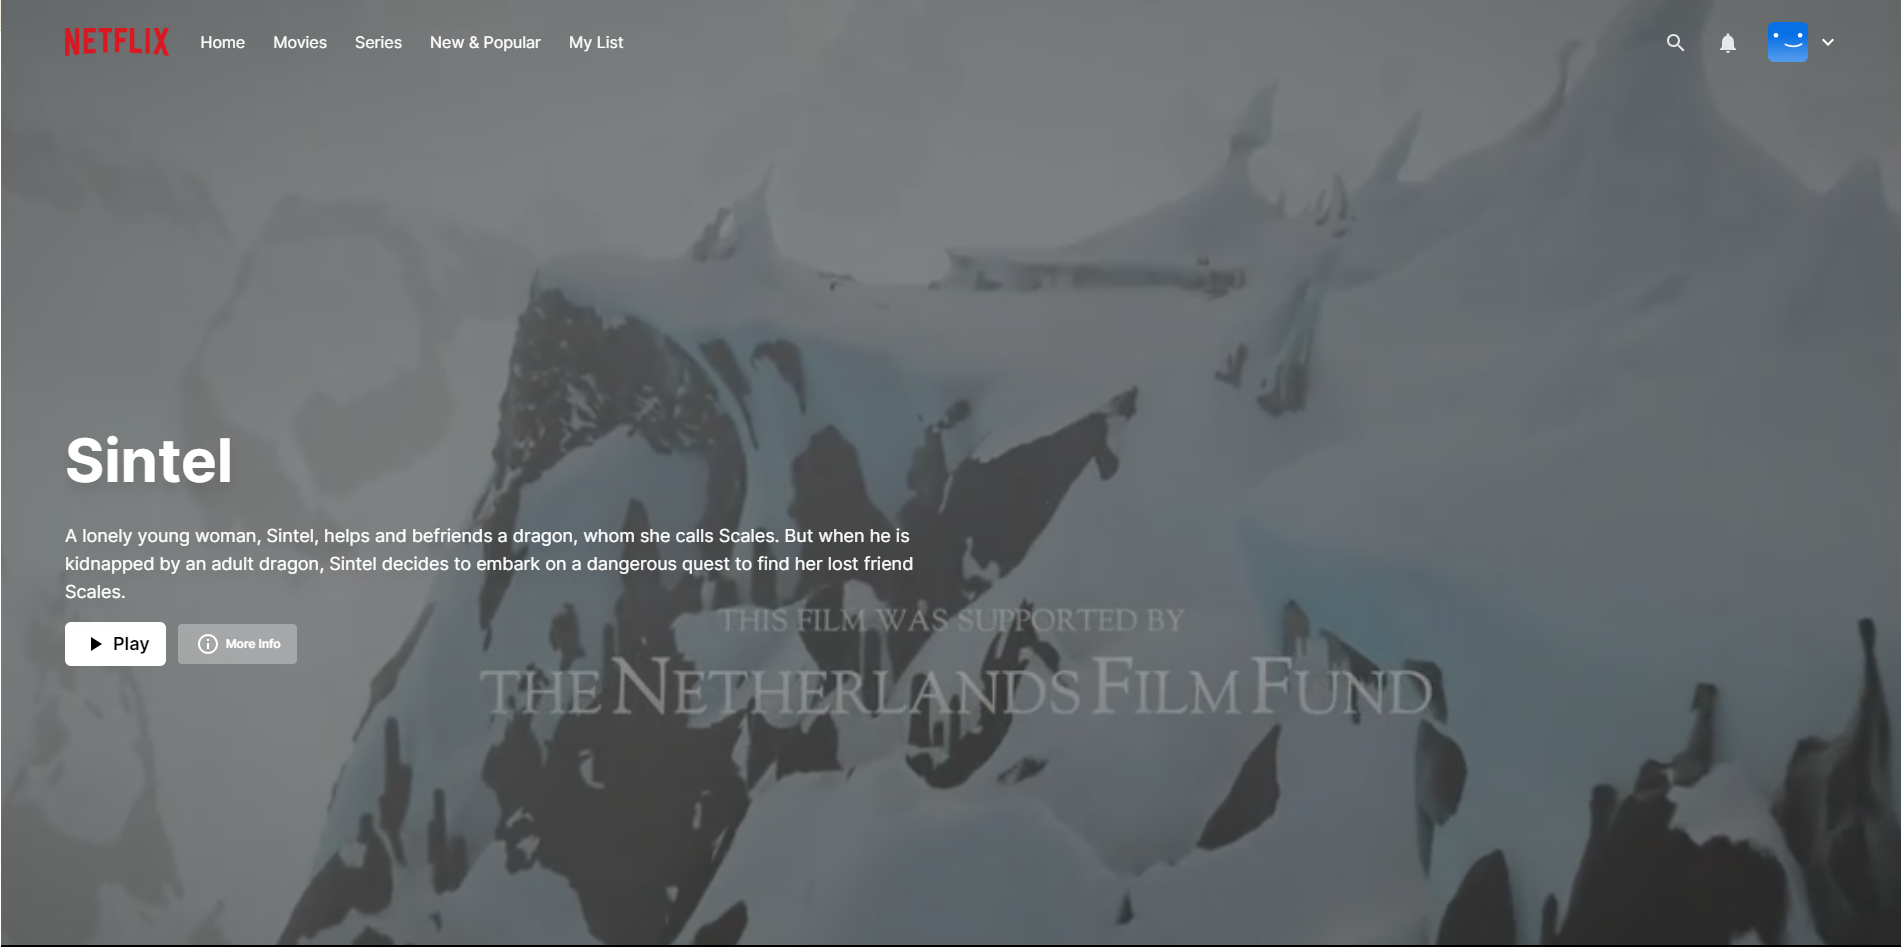 NETFLIX Home Movies Series New & Popular My List
Sintel
A lonely young woman, Sintel, helps and befriends a dragon, whom she calls Scales. But when he is
kidnapped by an adult dragon, Sintel decides to embark on a dangerous quest to find her lost friend
Scales.
THIS FILM WAS SUPPORTED BY
Play More Info
THE NETHERLANDS FILM FUND